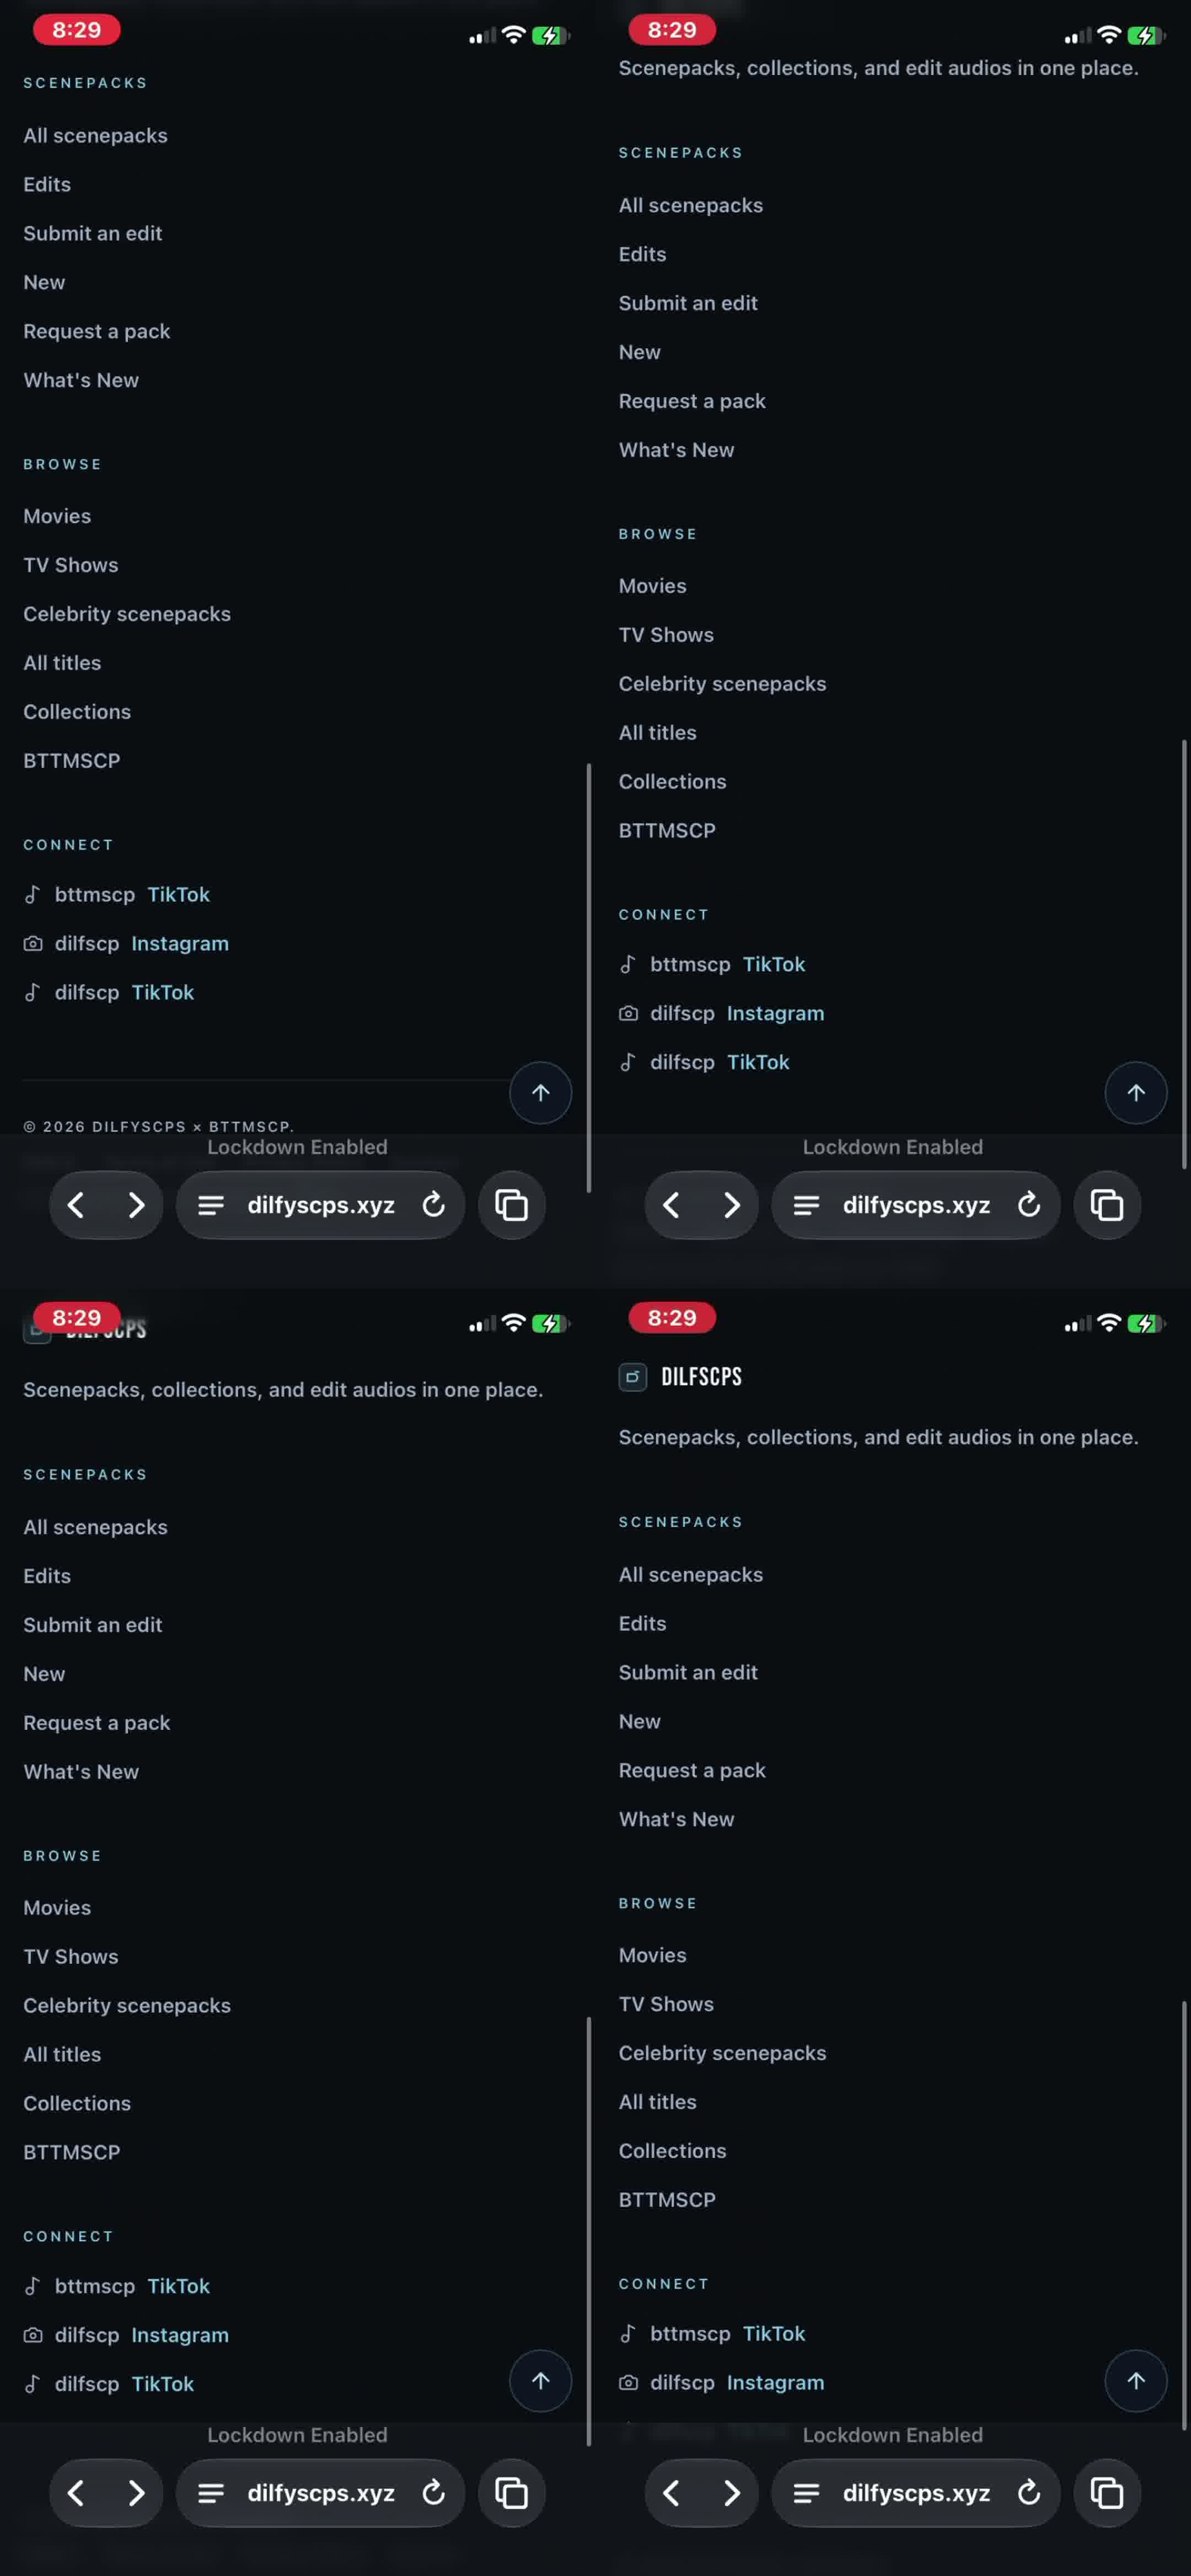 8:29
SCENEPACKS
All scenepacks
Edits
Submit an edit
New
Request a pack
What's New
BROWSE
Movies
TV Shows
Celebrity scenepacks
All titles
Collections
BTTMSCP
CONNECT
bttmscp TikTok
dilfscp Instagram
dilfscp TikTok
© 2026 DILFYSCPS × BTTMSCP.
Lockdown Enabled
dilfyscps.xyz
8:29
Scenepacks, collections, and edit audios in one place.
SCENEPACKS
All scenepacks
Edits
Submit an edit
New
Request a pack
What's New
BROWSE
Movies
TV Shows
Celebrity scenepacks
All titles
Collections
BTTMSCP
CONNECT
bttmscp TikTok
dilfscp Instagram
dilfscp TikTok
Lockdown Enabled
dilfyscps.xyz
8:29
DILFSCPS
Scenepacks, collections, and edit audios in one place.
SCENEPACKS
All scenepacks
Edits
Submit an edit
New
Request a pack
What's New
BROWSE
Movies
TV Shows
Celebrity scenepacks
All titles
Collections
BTTMSCP
CONNECT
bttmscp TikTok
dilfscp Instagram
dilfscp TikTok
Lockdown Enabled
dilfyscps.xyz
8:29
DILFSCPS
Scenepacks, collections, and edit audios in one place.
SCENEPACKS
All scenepacks
Edits
Submit an edit
New
Request a pack
What's New
BROWSE
Movies
TV Shows
Celebrity scenepacks
All titles
Collections
BTTMSCP
CONNECT
bttmscp TikTok
dilfscp Instagram
Lockdown Enabled
dilfyscps.xyz